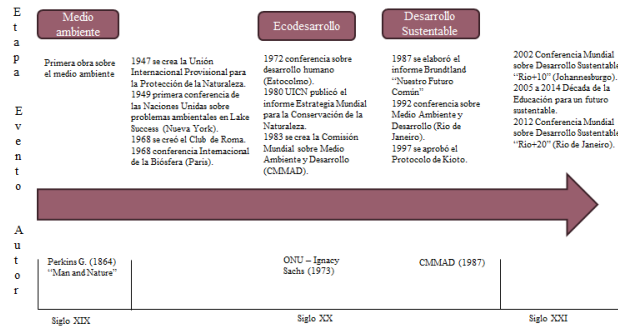 Etapa
Evento
Autor
Medio
ambiente
Ecodesarrollo
Desarrollo
Sustentable
Primera obra sobre
el medio ambiente
1947 se crea la Unión
Internacional Provisional para
la Protección de la Naturaleza.
1949 primera conferencia de
las Naciones Unidas sobre
problemas ambientales en Lake
Success (Nueva York).
1968 se creó el Club de Roma.
1968 conferencia Internacional
de la Biósfera (Paris).
1972 conferencia sobre
desarrollo humano
(Estocolmo).
1980 UICN publicó el
informe Estrategia Mundial
para la Conservación de la
Naturaleza.
1983 se crea la Comisión
Mundial sobre Medio
Ambiente y Desarrollo
(CMMAD).
1987 se elaboró el
informe Brundtland
“Nuestro Futuro
Común”
1992 conferencia sobre
Medio Ambiente y
Desarrollo (Rio de
Janeiro).
1997 se aprobó el
Protocolo de Kioto.
2002 Conferencia Mundial
sobre Desarrollo Sustentable
“Rio+10” (Johannesburgo).
2005 a 2014 Década de la
Educación para un futuro
sustentable.
2012 Conferencia Mundial
sobre Desarrollo Sustentable
“Rio+20” (Rio de Janeiro).
Perkins G. (1864)
“Man and Nature”
ONU – Ignacy
Sachs (1973)
CMMAD (1987)
Siglo XIX
Siglo XX
Siglo XXI